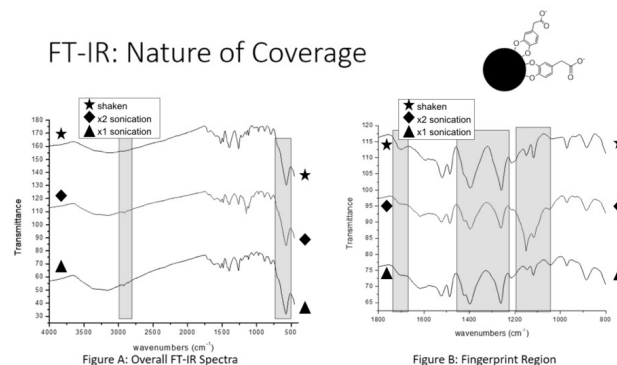 FT-IR: Nature of Coverage
O
O-
O
O
O-
O
O
O
★ shaken
◆ x2 sonication
▲ x1 sonication
180
170
160
150
140
130
120
110
100
90
80
70
60
50
40
30
Transmittance
4000 3500 3000 2500 2000 1500 1000 500
wavenumbers (cm⁻¹)
Figure A: Overall FT-IR Spectra
★ shaken
◆ x2 sonication
▲ x1 sonication
120
115
110
105
100
95
90
85
80
75
70
65
Transmittance
1800 1600 1400 1200 1000 800
wavenumbers (cm⁻¹)
Figure B: Fingerprint Region